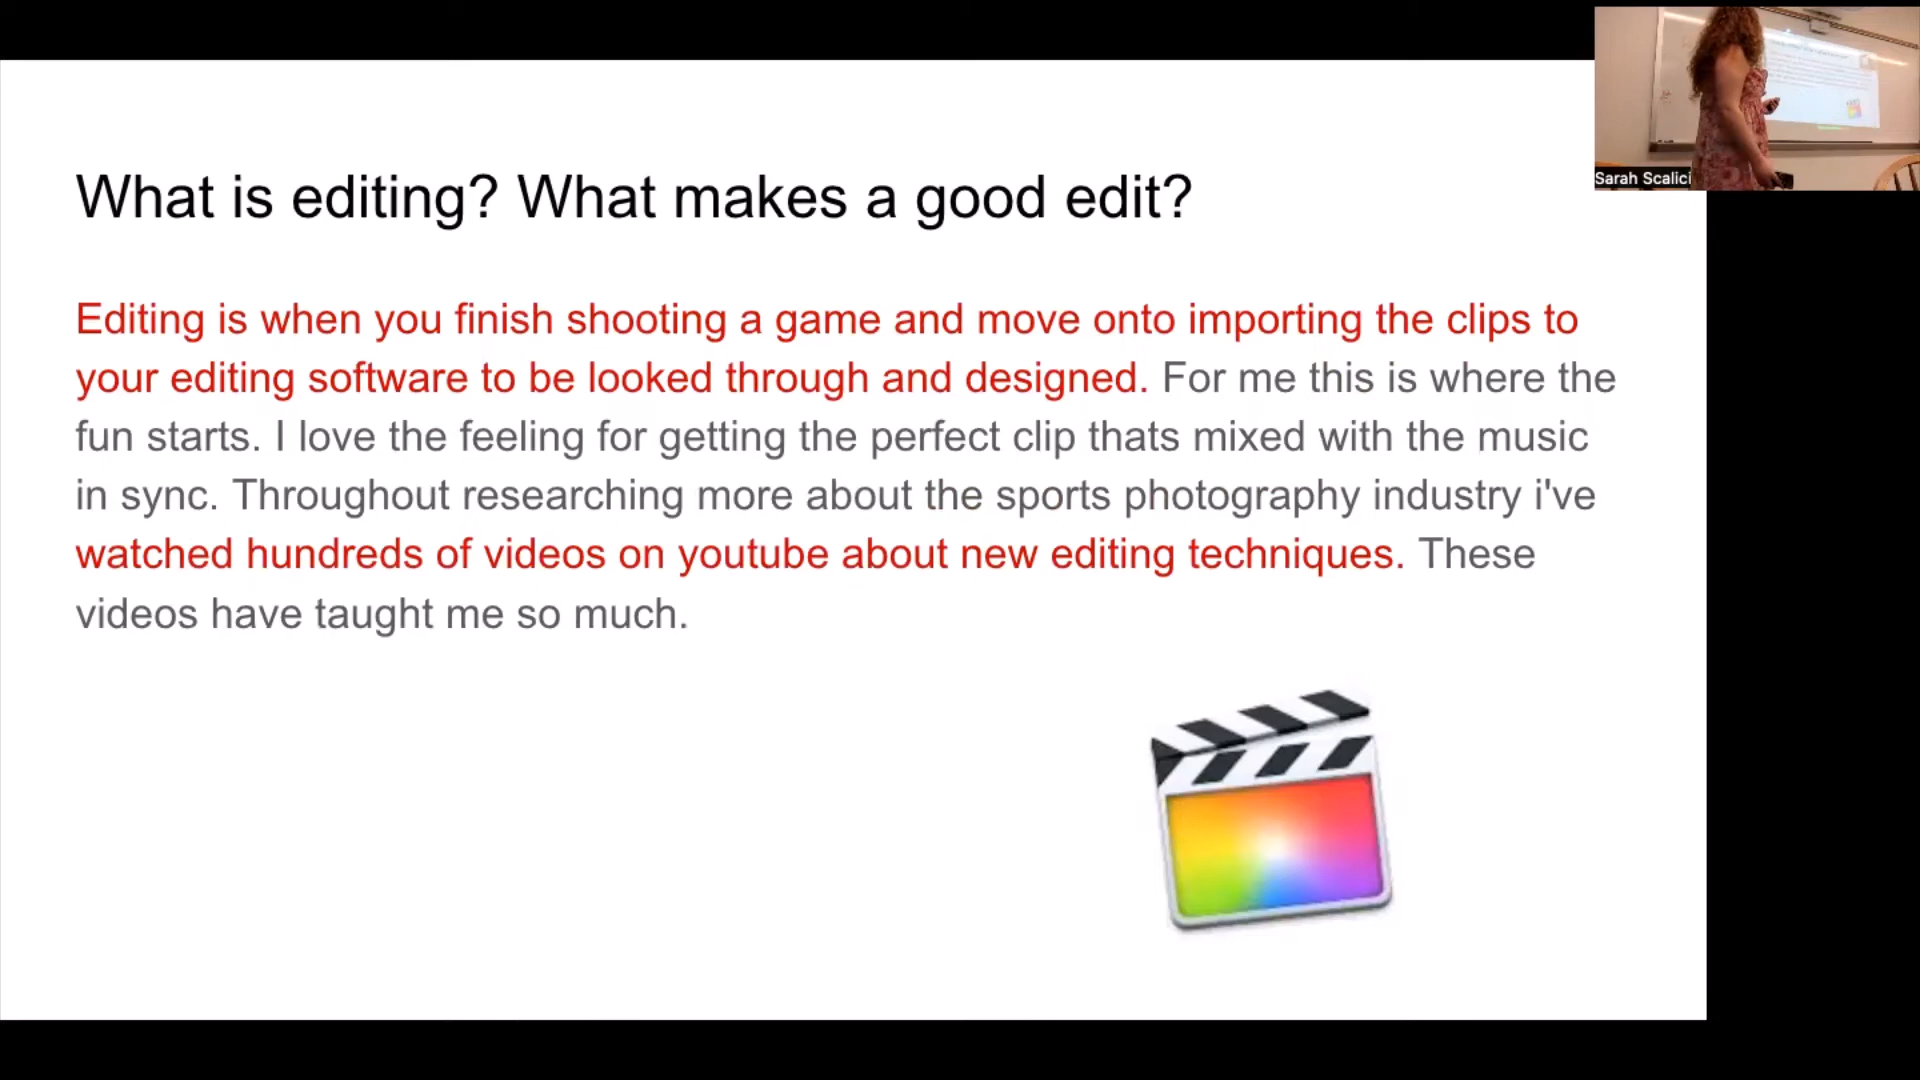 What is editing? What makes a good edit?
Editing is when you finish shooting a game and move onto importing the clips to
your editing software to be looked through and designed. For me this is where the
fun starts. I love the feeling for getting the perfect clip thats mixed with the music
in sync. Throughout researching more about the sports photography industry i've
watched hundreds of videos on youtube about new editing techniques. These
videos have taught me so much.
Sarah Scalici